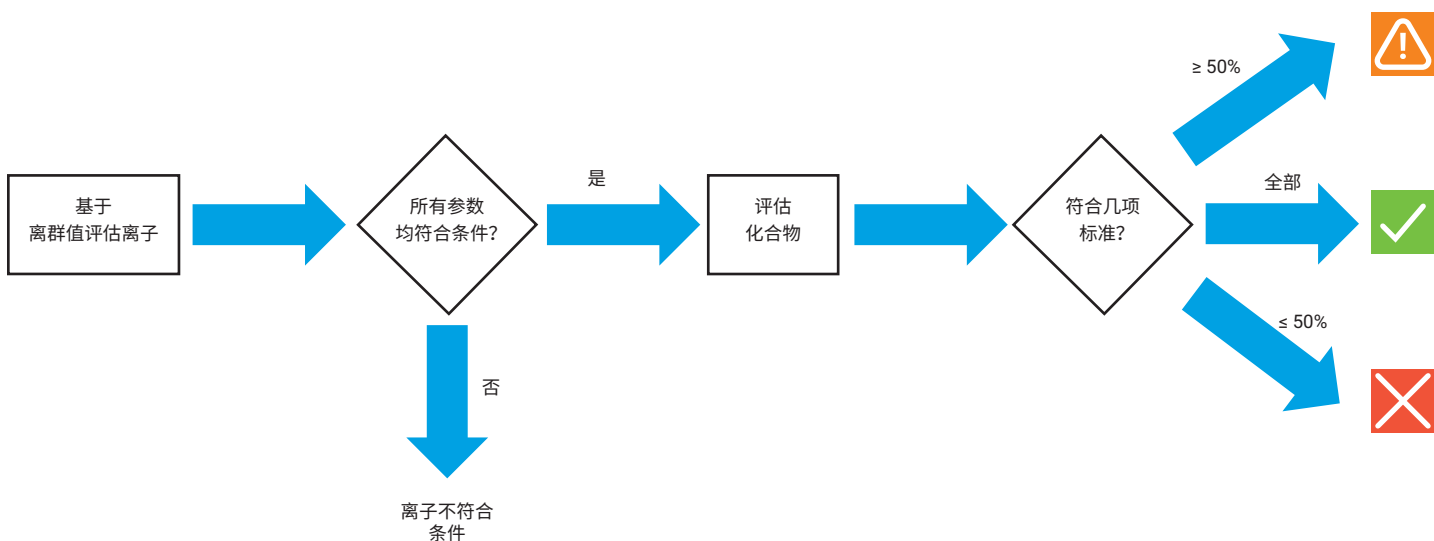 基于
离群值评估离子
所有参数
均符合条件?
是
否
离子不符合
条件
评估
化合物
符合几项
标准?
≥ 50%
全部
≤ 50%